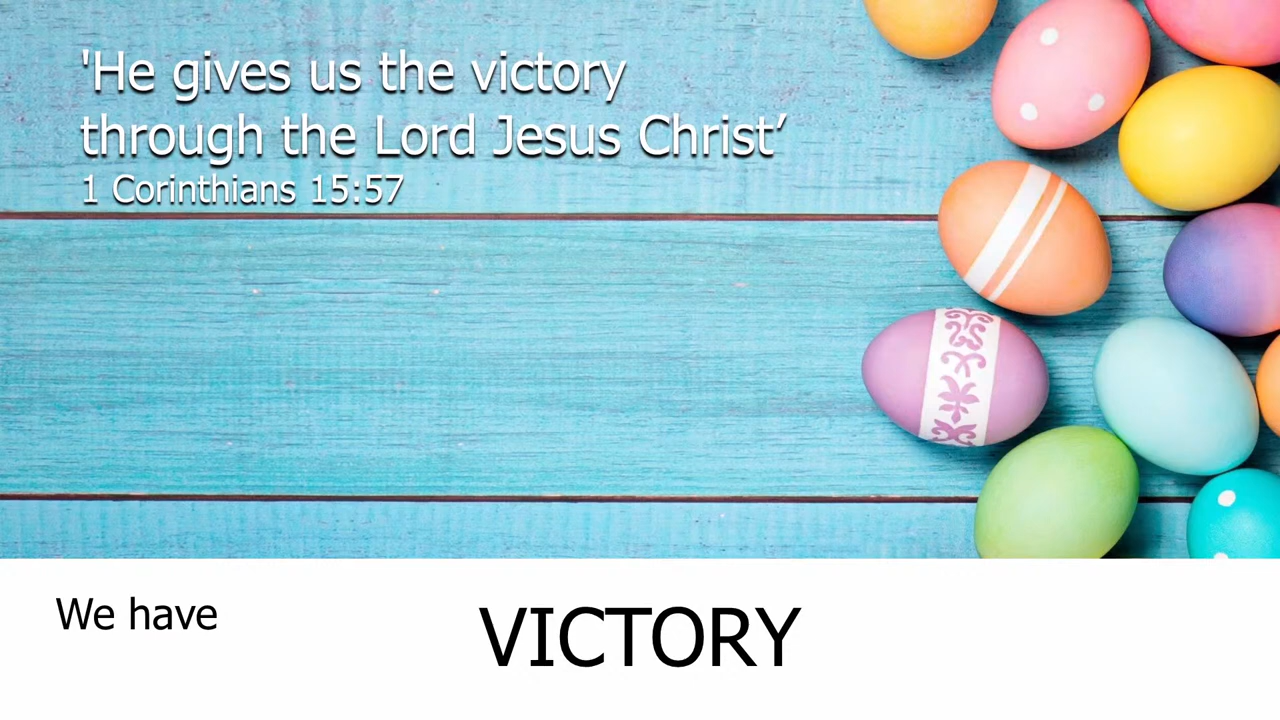 'He gives us the victory
through the Lord Jesus Christ’
1 Corinthians 15:57
We have
VICTORY